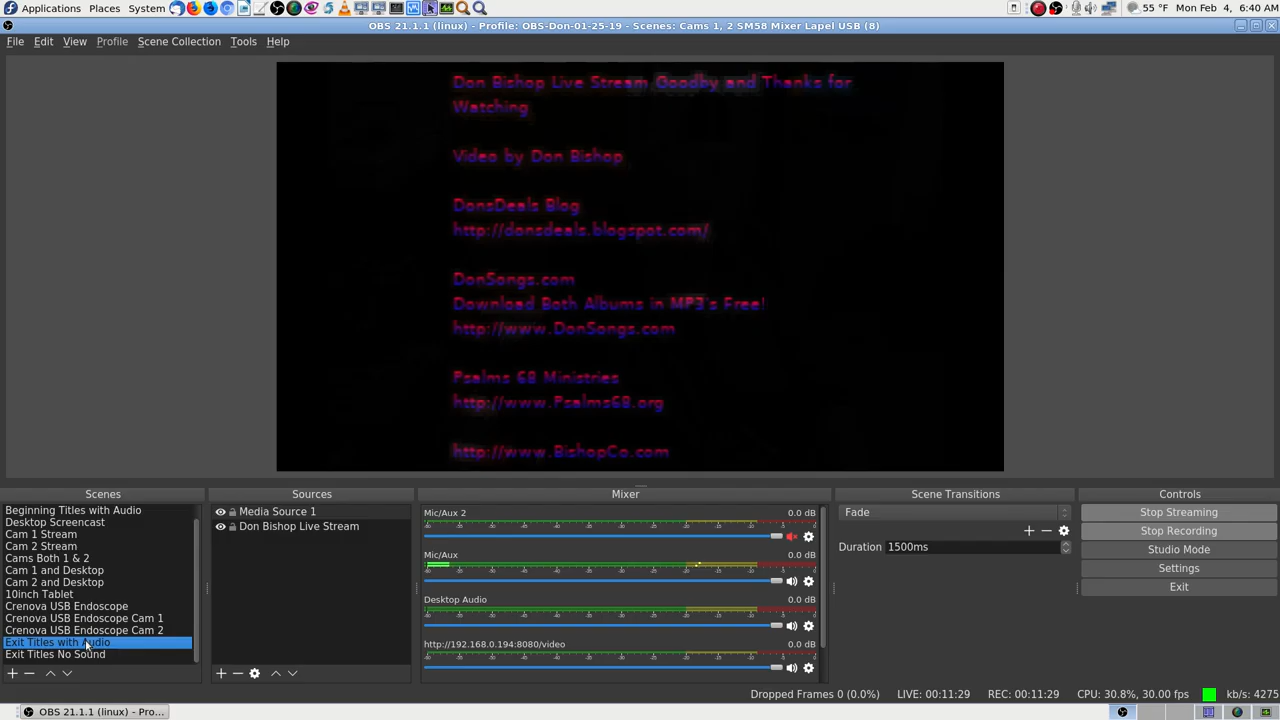 Applications Places System 55 °F Mon Feb 4, 6:40 AM
OBS 21.1.1 (linux) - Profile: OBS-Don-01-25-19 - Scenes: Cams 1, 2 SM58 Mixer Lapel USB (8)
File Edit View Profile Scene Collection Tools Help
Don Bishop Live Stream Goodby and Thanks for
Watching
Video by Don Bishop
DonsDeals Blog
http://donsdeals.blogspot.com/
DonSongs.com
Download Both Albums in MP3's Free!
http://www.DonSongs.com
Psalms 68 Ministries
http://www.Psalms68.org
http://www.BishopCo.com
Scenes
Beginning Titles with Audio
Desktop Screencast
Cam 1 Stream
Cam 2 Stream
Cams Both 1 & 2
Cam 1 and Desktop
Cam 2 and Desktop
10inch Tablet
Crenova USB Endoscope
Crenova USB Endoscope Cam 1
Crenova USB Endoscope Cam 2
Exit Titles with Audio
Exit Titles No Sound
Sources
Media Source 1
Don Bishop Live Stream
Mixer
Mic/Aux 2 0.0 dB
Mic/Aux 0.0 dB
Desktop Audio 0.0 dB
http://192.168.0.194:8080/video 0.0 dB
Scene Transitions
Fade
Duration 1500ms
Controls
Stop Streaming
Stop Recording
Studio Mode
Settings
Exit
Dropped Frames 0 (0.0%) LIVE: 00:11:29 REC: 00:11:29 CPU: 30.8%, 30.00 fps kb/s: 4275
OBS 21.1.1 (linux) - Pro...